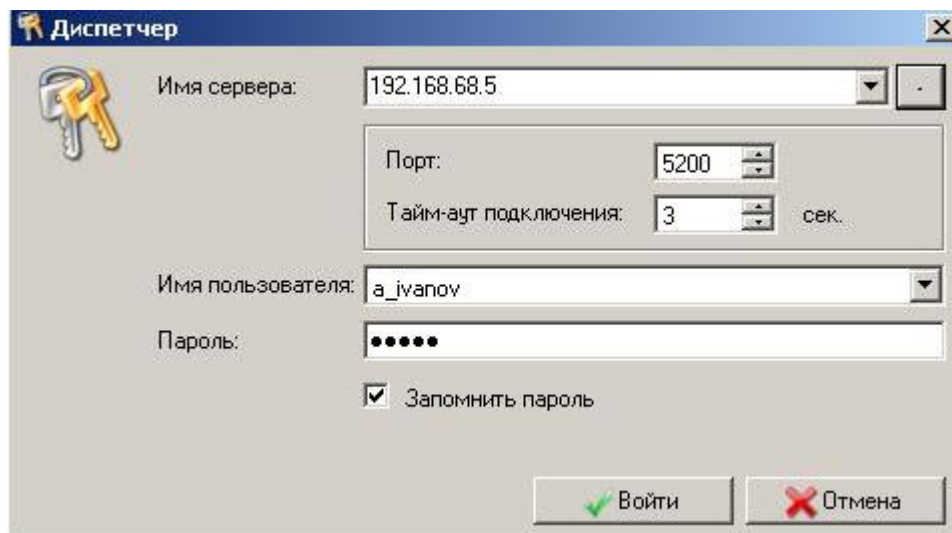 Диспетчер
Имя сервера: 192.168.68.5
Порт: 5200
Тайм-аут подключения: 3 сек.
Имя пользователя: a_ivanov
Пароль: •••••
Запомнить пароль
Войти Отмена